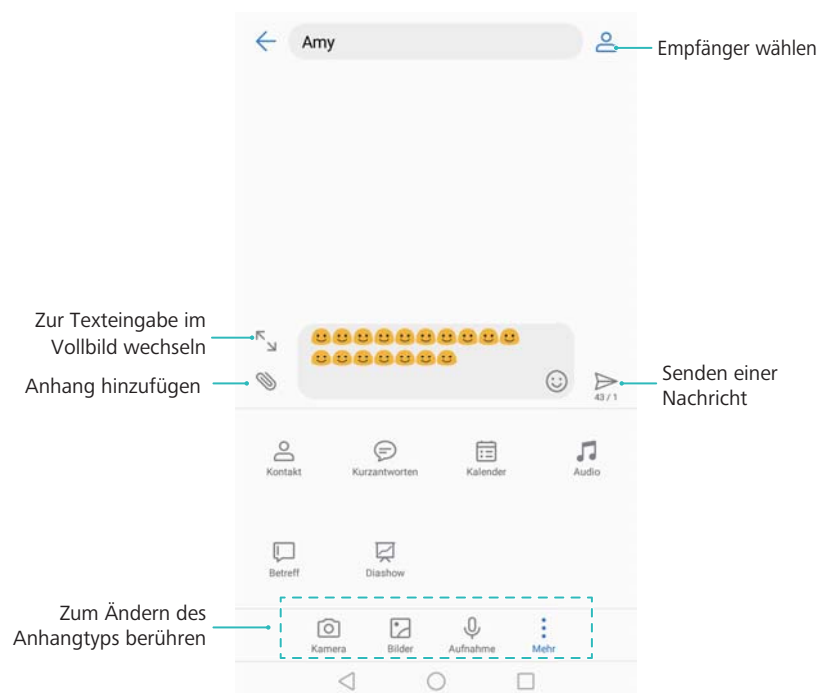 Amy
Empfänger wählen
Zur Texteingabe im
Vollbild wechseln
Anhang hinzufügen
Senden einer
Nachricht
43 / 1
Kontakt
Kurzantworten
Kalender
Audio
Betreff
Diashow
Zum Ändern des
Anhangtyps berühren
Kamera
Bilder
Aufnahme
Mehr